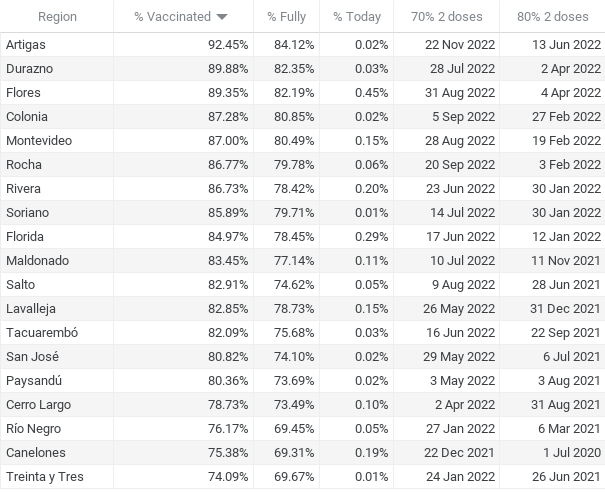 Region % Vaccinated % Fully % Today 70% 2 doses 80% 2 doses
Artigas 92.45% 84.12% 0.02% 22 Nov 2022 13 Jun 2022
Durazno 89.88% 82.35% 0.03% 28 Jul 2022 2 Apr 2022
Flores 89.35% 82.19% 0.45% 31 Aug 2022 4 Apr 2022
Colonia 87.28% 80.85% 0.02% 5 Sep 2022 27 Feb 2022
Montevideo 87.00% 80.49% 0.15% 28 Aug 2022 19 Feb 2022
Rocha 86.77% 79.78% 0.06% 20 Sep 2022 3 Feb 2022
Rivera 86.73% 78.42% 0.20% 23 Jun 2022 30 Jan 2022
Soriano 85.89% 79.71% 0.01% 14 Jul 2022 30 Jan 2022
Florida 84.97% 78.45% 0.29% 17 Jun 2022 12 Jan 2022
Maldonado 83.45% 77.14% 0.11% 10 Jul 2022 11 Nov 2021
Salto 82.91% 74.62% 0.05% 9 Aug 2022 28 Jun 2021
Lavalleja 82.85% 78.73% 0.15% 26 May 2022 31 Dec 2021
Tacuarembó 82.09% 75.68% 0.03% 16 Jun 2022 22 Sep 2021
San José 80.82% 74.10% 0.02% 29 May 2022 6 Jul 2021
Paysandú 80.36% 73.69% 0.02% 3 May 2022 3 Aug 2021
Cerro Largo 78.73% 73.49% 0.10% 2 Apr 2022 31 Aug 2021
Río Negro 76.17% 69.45% 0.05% 27 Jan 2022 6 Mar 2021
Canelones 75.38% 69.31% 0.19% 22 Dec 2021 1 Jul 2020
Treinta y Tres 74.09% 69.67% 0.01% 24 Jan 2022 26 Jun 2021